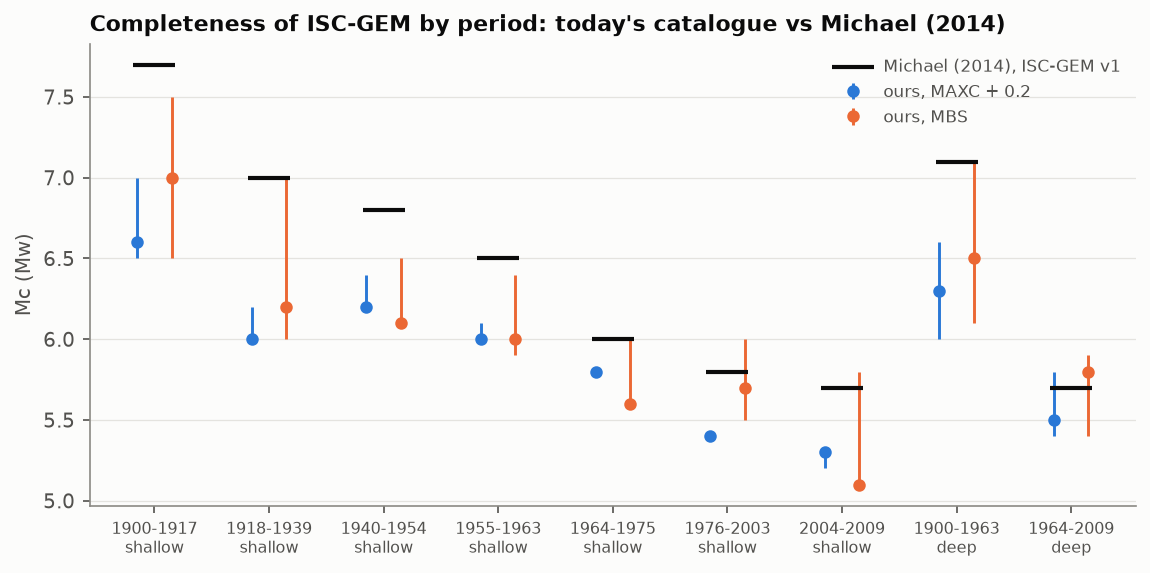 Completeness of ISC-GEM by period: today's catalogue vs Michael (2014)
Michael (2014), ISC-GEM v1
ours, MAXC + 0.2
ours, MBS
Mc (Mw)
7.5
7.0
6.5
6.0
5.5
5.0
1900-1917 1918-1939 1940-1954 1955-1963 1964-1975 1976-2003 2004-2009 1900-1963 1964-2009
shallow shallow shallow shallow shallow shallow shallow deep deep